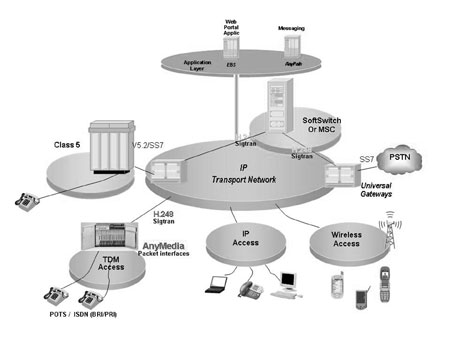 Web
Portal
Applic
Messaging
Application
Layer
EBS
AnyPath
SoftSwitch
Or MSC
Class 5
V5.2/SS7
Sigtran
Sigtran
SS7
PSTN
IP
Transport Network
Universal
Gateways
H.248
Sigtran
AnyMedia
Packet interfaces
TDM
Access
IP
Access
Wireless
Access
POTS / ISDN (BRI/PRI)